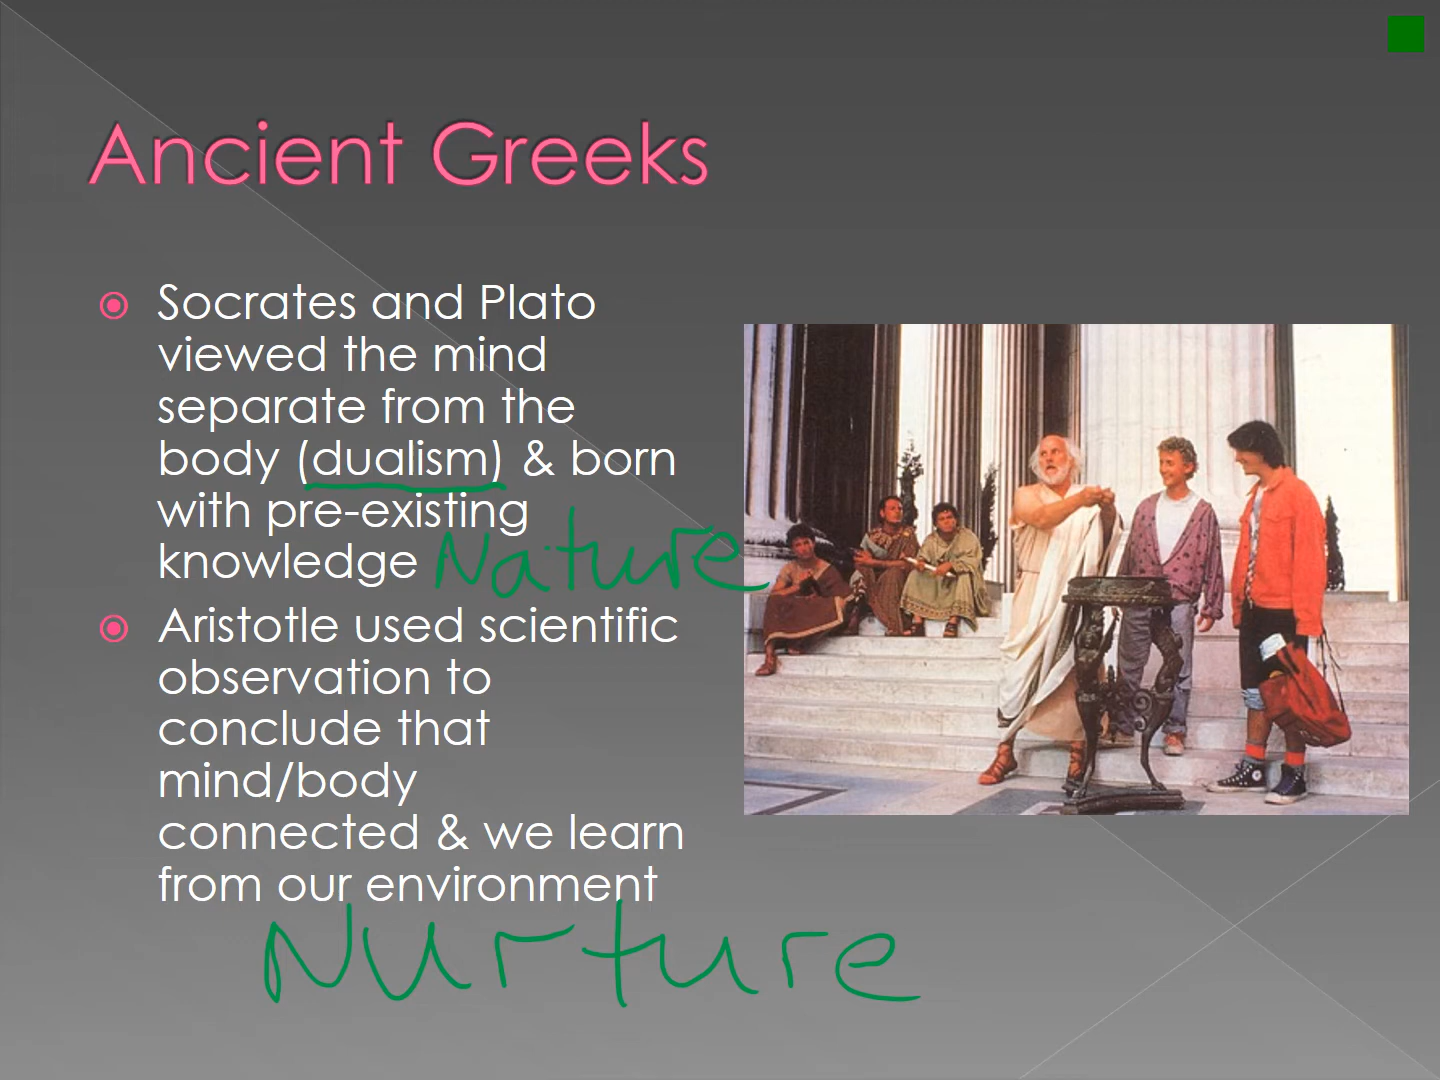 Ancient Greeks
Socrates and Plato
viewed the mind
separate from the
body (dualism) & born
with pre-existing
knowledge Nature
Aristotle used scientific
observation to
conclude that
mind/body
connected & we learn
from our environment
Nurture